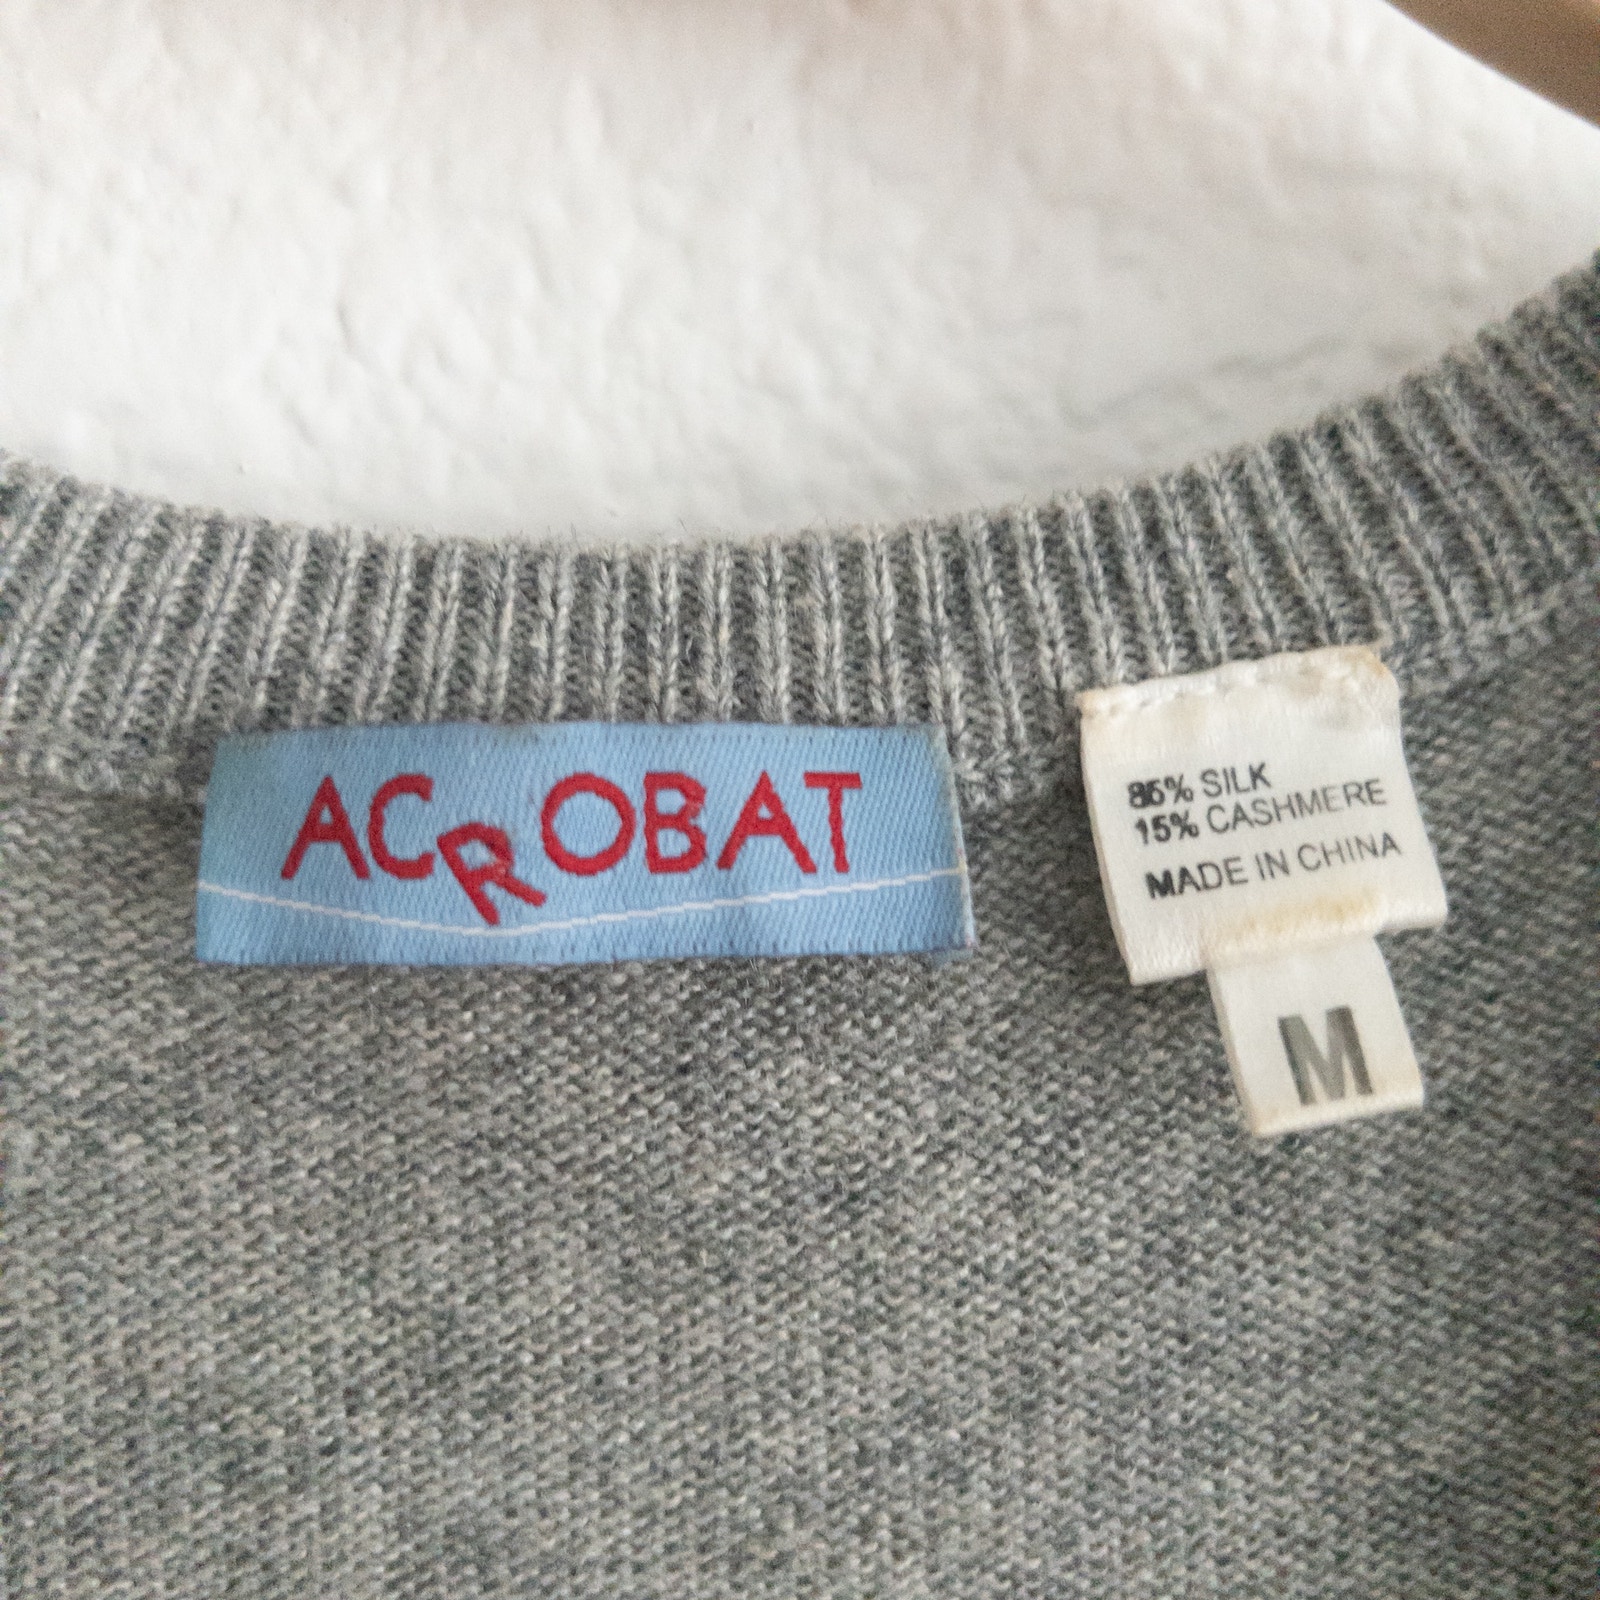 ACROBAT
85% SILK
15% CASHMERE
MADE IN CHINA
M